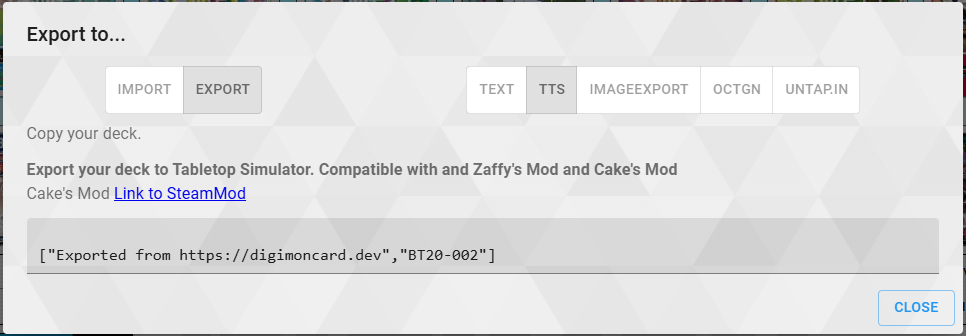 Export to...
IMPORT EXPORT TEXT TTS IMAGEEXPORT OCTGN UNTAP.IN
Copy your deck.
Export your deck to Tabletop Simulator. Compatible with and Zaffy's Mod and Cake's Mod
Cake's Mod Link to SteamMod
["Exported from https://digimoncard.dev","BT20-002"]
CLOSE